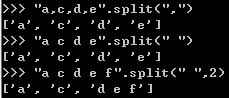 >>> "a,c,d,e".split(",")
['a', 'c', 'd', 'e']
>>> "a c d e".split(" ")
['a', 'c', 'd', 'e']
>>> "a c d e f".split(" ",2)
['a', 'c', 'd e f']